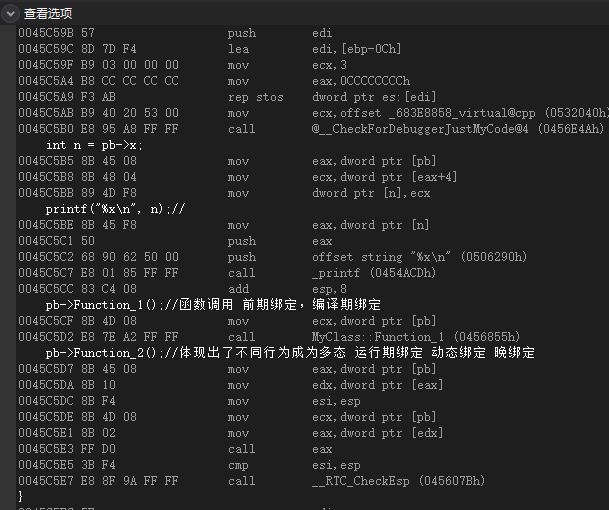 查看选项
0045C59B 57 push edi
0045C59C 8D 7D F4 lea edi,[ebp-0Ch]
0045C59F B9 03 00 00 00 mov ecx,3
0045C5A4 B8 CC CC CC CC mov eax,0CCCCCCCCh
0045C5A9 F3 AB rep stos dword ptr es:[edi]
0045C5AB B9 40 20 53 00 mov ecx,offset _683E8858_virtual@cpp (0532040h)
0045C5B0 E8 95 A8 FF FF call @__CheckForDebuggerJustMyCode@4 (0456E4Ah)
int n = pb->x;
0045C5B5 8B 45 08 mov eax,dword ptr [pb]
0045C5B8 8B 48 04 mov ecx,dword ptr [eax+4]
0045C5BB 89 4D F8 mov dword ptr [n],ecx
printf("%x\n", n);//
0045C5BE 8B 45 F8 mov eax,dword ptr [n]
0045C5C1 50 push eax
0045C5C2 68 90 62 50 00 push offset string "%x\n" (0506290h)
0045C5C7 E8 01 85 FF FF call _printf (0454ACDh)
0045C5CC 83 C4 08 add esp,8
pb->Function_1();//函数调用 前期绑定，编译期绑定
0045C5CF 8B 4D 08 mov ecx,dword ptr [pb]
0045C5D2 E8 7E A2 FF FF call MyClass::Function_1 (0456855h)
pb->Function_2();//体现出了不同行为成为多态 运行期绑定 动态绑定 晚绑定
0045C5D7 8B 45 08 mov eax,dword ptr [pb]
0045C5DA 8B 10 mov edx,dword ptr [eax]
0045C5DC 8B F4 mov esi,esp
0045C5DE 8B 4D 08 mov ecx,dword ptr [pb]
0045C5E1 8B 02 mov eax,dword ptr [edx]
0045C5E3 FF D0 call eax
0045C5E5 3B F4 cmp esi,esp
0045C5E7 E8 8F 9A FF FF call __RTC_CheckEsp (045607Bh)
}